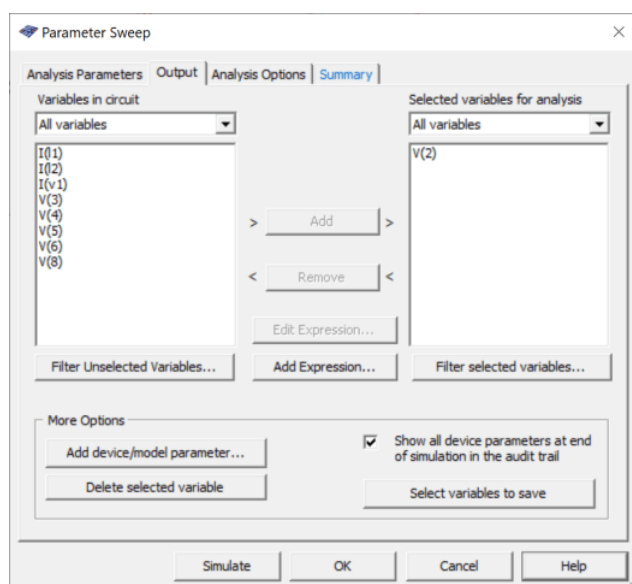 Parameter Sweep
Analysis Parameters Output Analysis Options Summary
Variables in circuit
All variables
I(l1)
I(l2)
I(v1)
V(3)
V(4)
V(5)
V(6)
V(8)
Filter Unselected Variables...
> Add >
< Remove <
Edit Expression...
Add Expression...
Selected variables for analysis
All variables
V(2)
Filter selected variables...
More Options
Add device/model parameter...
Delete selected variable
Show all device parameters at end
of simulation in the audit trail
Select variables to save
Simulate OK Cancel Help